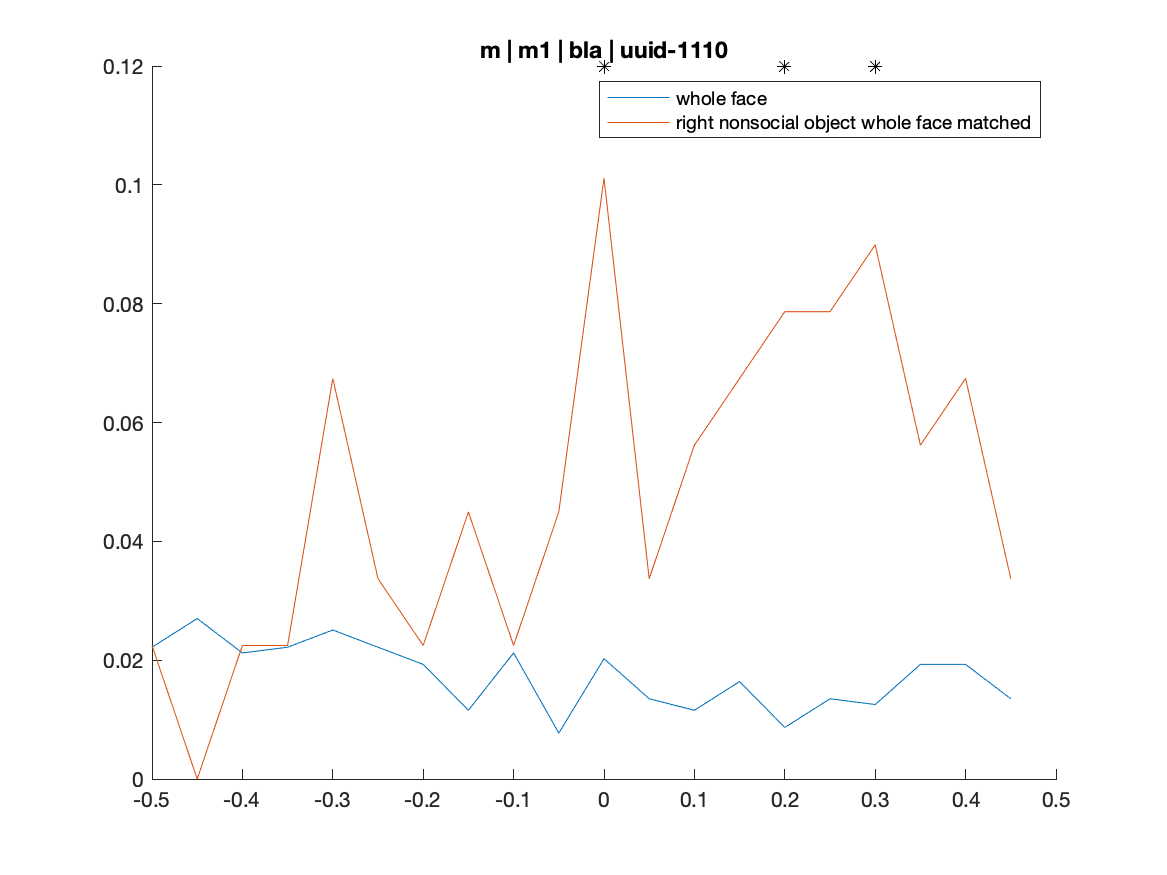 m | m1 | bla | uuid-1110
0.12
whole face
right nonsocial object whole face matched
0.1
0.08
0.06
0.04
0.02
0
-0.5 -0.4 -0.3 -0.2 -0.1 0 0.1 0.2 0.3 0.4 0.5